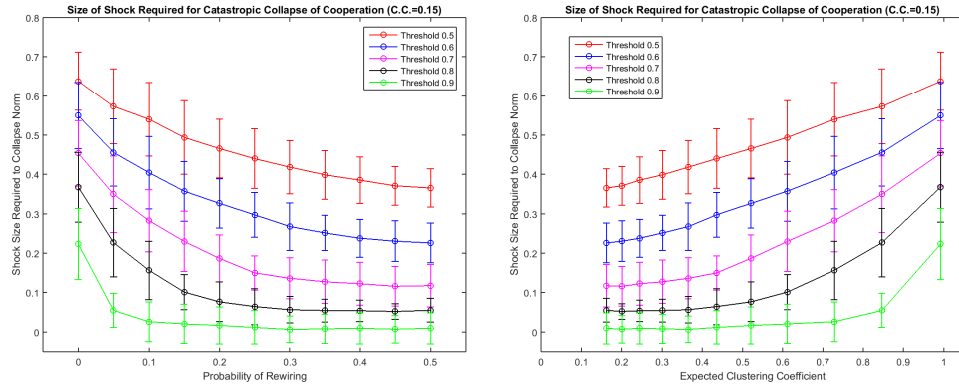 Size of Shock Required for Catastropic Collapse of Cooperation (C.C.=0.15)
0.8
0.7
0.6
0.5
0.4
0.3
0.2
0.1
0
Shock Size Required to Collapse Norm
Threshold 0.5
Threshold 0.6
Threshold 0.7
Threshold 0.8
Threshold 0.9
0 0.1 0.2 0.3 0.4 0.5
Probability of Rewiring
Size of Shock Required for Catastropic Collapse of Cooperation (C.C.=0.15)
0.8
0.7
0.6
0.5
0.4
0.3
0.2
0.1
0
Shock Size Required to Collapse Norm
Threshold 0.5
Threshold 0.6
Threshold 0.7
Threshold 0.8
Threshold 0.9
0 0.1 0.2 0.3 0.4 0.5 0.6 0.7 0.8 0.9 1
Expected Clustering Coefficient